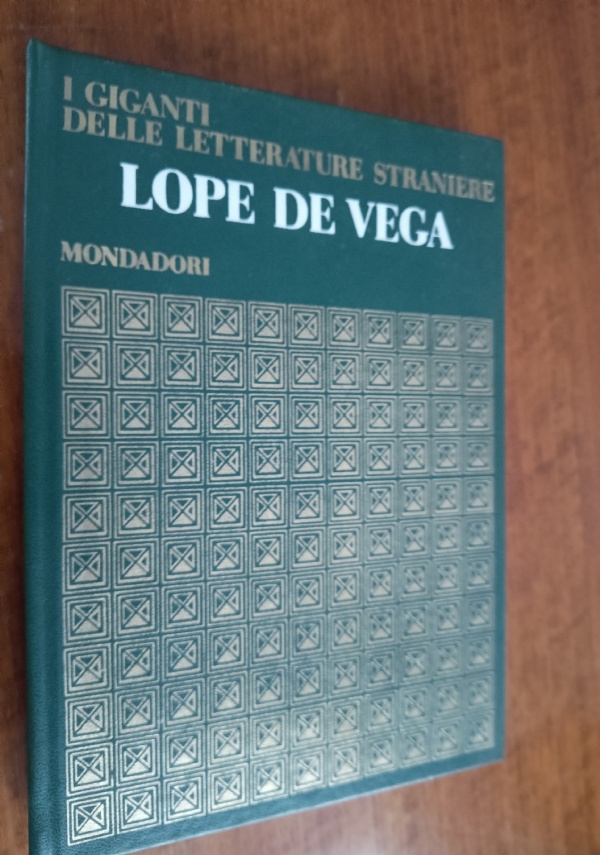 I GIGANTI
DELLE LETTERATURE STRANIERE
LOPE DE VEGA
MONDADORI